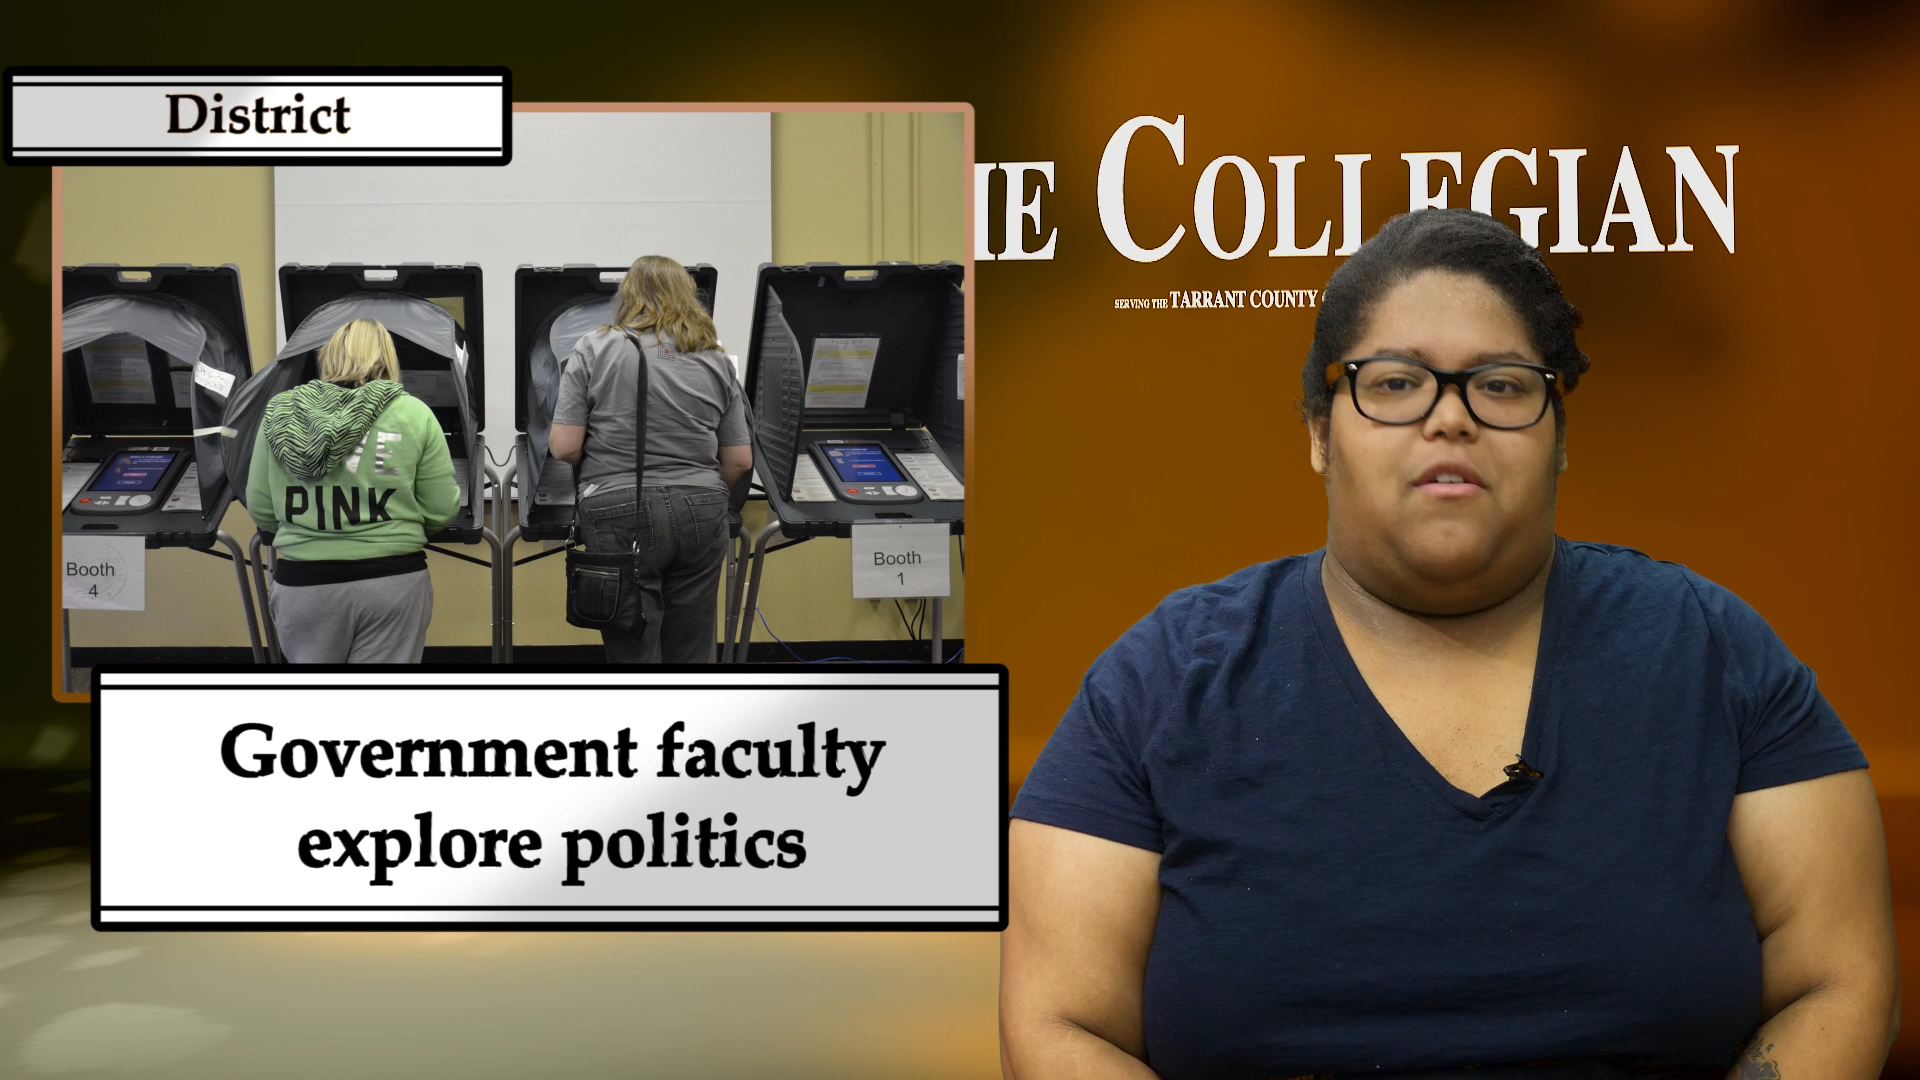 District
IE COLLEGIAN
SERVING THE TARRANT COUNTY
PINK
Booth
4
Booth
1
Government faculty
explore politics